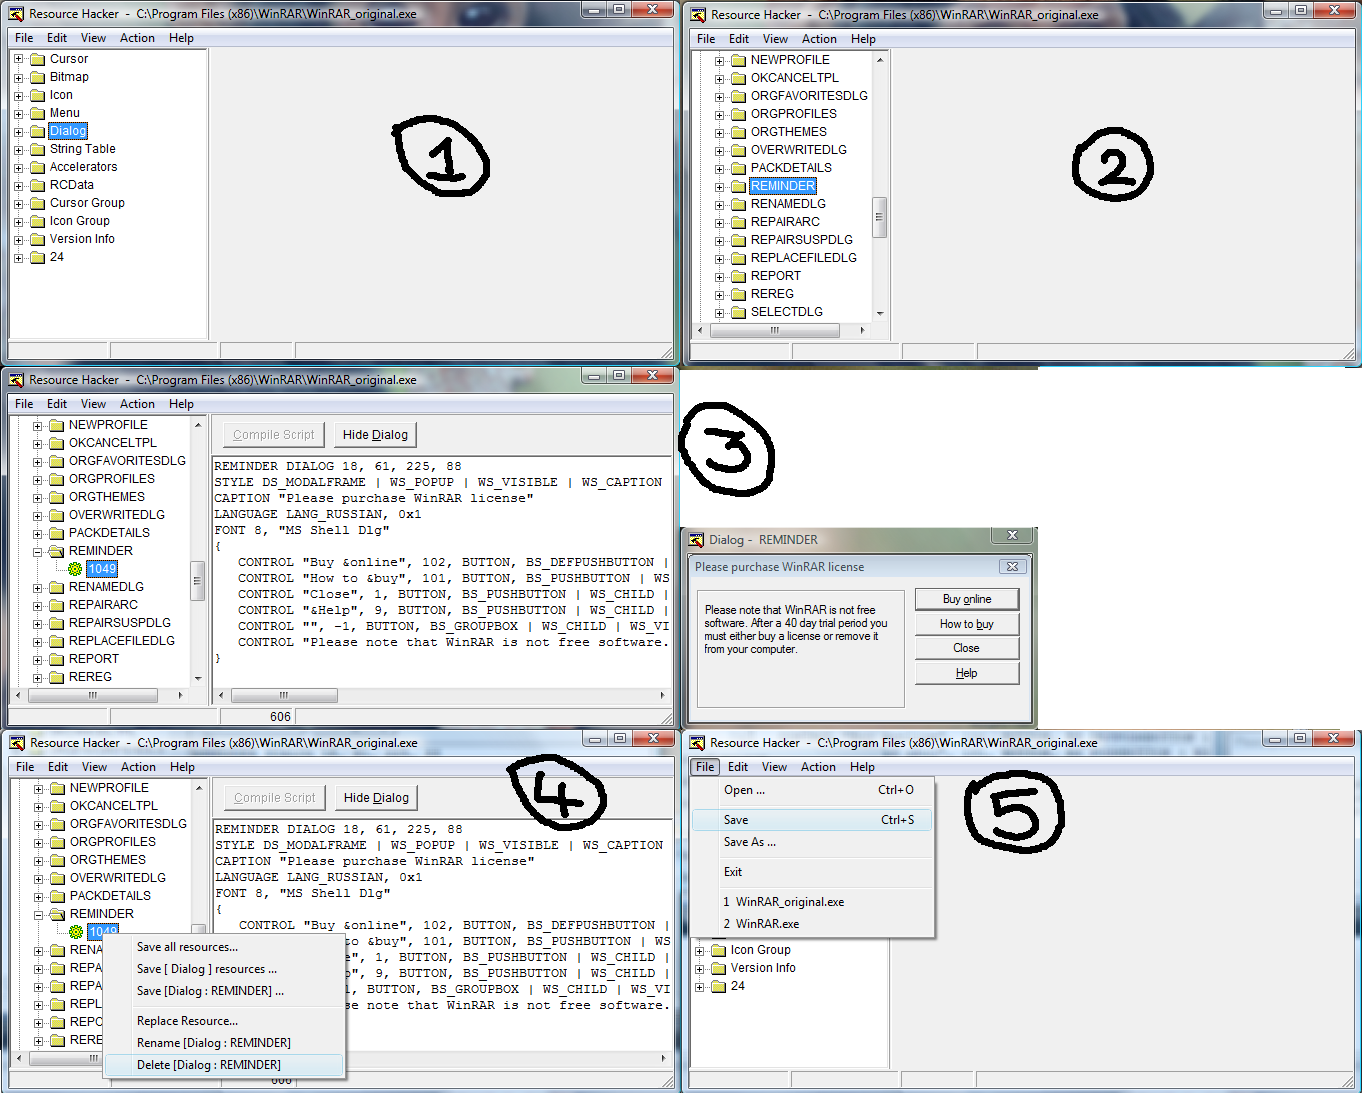 Resource Hacker - C:\Program Files (x86)\WinRAR\WinRAR_original.exe
File Edit View Action Help
Cursor
Bitmap
Icon
Menu
Dialog
String Table
Accelerators
RCData
Cursor Group
Icon Group
Version Info
24
1
Resource Hacker - C:\Program Files (x86)\WinRAR\WinRAR_original.exe
File Edit View Action Help
NEWPROFILE
OKCANCELTPL
ORGFAVORITESDLG
ORGPROFILES
ORGTHEMES
OVERWRITEDLG
PACKDETAILS
REMINDER
RENAMEDLG
REPAIRARC
REPAIRSUSPDLG
REPLACEFILEDLG
REPORT
REREG
SELECTDLG
2
Resource Hacker - C:\Program Files (x86)\WinRAR\WinRAR_original.exe
File Edit View Action Help
NEWPROFILE
OKCANCELTPL
ORGFAVORITESDLG
ORGPROFILES
ORGTHEMES
OVERWRITEDLG
PACKDETAILS
REMINDER
1049
RENAMEDLG
REPAIRARC
REPAIRSUSPDLG
REPLACEFILEDLG
REPORT
REREG
Compile Script Hide Dialog
REMINDER DIALOG 18, 61, 225, 88
STYLE DS_MODALFRAME | WS_POPUP | WS_VISIBLE | WS_CAPTION
CAPTION "Please purchase WinRAR license"
LANGUAGE LANG_RUSSIAN, 0x1
FONT 8, "MS Shell Dlg"
{
CONTROL "Buy &online", 102, BUTTON, BS_DEFPUSHBUTTON |
CONTROL "How to &buy", 101, BUTTON, BS_PUSHBUTTON | WS
CONTROL "Close", 1, BUTTON, BS_PUSHBUTTON | WS_CHILD |
CONTROL "&Help", 9, BUTTON, BS_PUSHBUTTON | WS_CHILD |
CONTROL "", -1, BUTTON, BS_GROUPBOX | WS_CHILD | WS_VI
CONTROL "Please note that WinRAR is not free software.
}
606
3
Dialog - REMINDER
Please purchase WinRAR license
Please note that WinRAR is not free
software. After a 40 day trial period you
must either buy a license or remove it
from your computer.
Buy online
How to buy
Close
Help
Resource Hacker - C:\Program Files (x86)\WinRAR\WinRAR_original.exe
File Edit View Action Help
NEWPROFILE
OKCANCELTPL
ORGFAVORITESDLG
ORGPROFILES
ORGTHEMES
OVERWRITEDLG
PACKDETAILS
REMINDER
1049
RENA
REPA
REPA
REPL
REPO
RERE
Save all resources...
Save [ Dialog ] resources ...
Save [Dialog : REMINDER] ...
Replace Resource...
Rename [Dialog : REMINDER]
Delete [Dialog : REMINDER]
Compile Script Hide Dialog
REMINDER DIALOG 18, 61, 225, 88
STYLE DS_MODALFRAME | WS_POPUP | WS_VISIBLE | WS_CAPTION
CAPTION "Please purchase WinRAR license"
LANGUAGE LANG_RUSSIAN, 0x1
FONT 8, "MS Shell Dlg"
{
CONTROL "Buy &online", 102, BUTTON, BS_DEFPUSHBUTTON |
to &buy", 101, BUTTON, BS_PUSHBUTTON | WS
e", 1, BUTTON, BS_PUSHBUTTON | WS_CHILD |
p", 9, BUTTON, BS_PUSHBUTTON | WS_CHILD |
1, BUTTON, BS_GROUPBOX | WS_CHILD | WS_VI
se note that WinRAR is not free software.
606
4
Resource Hacker - C:\Program Files (x86)\WinRAR\WinRAR_original.exe
File Edit View Action Help
Open ... Ctrl+O
Save Ctrl+S
Save As ...
Exit
1 WinRAR_original.exe
2 WinRAR.exe
Icon Group
Version Info
24
5